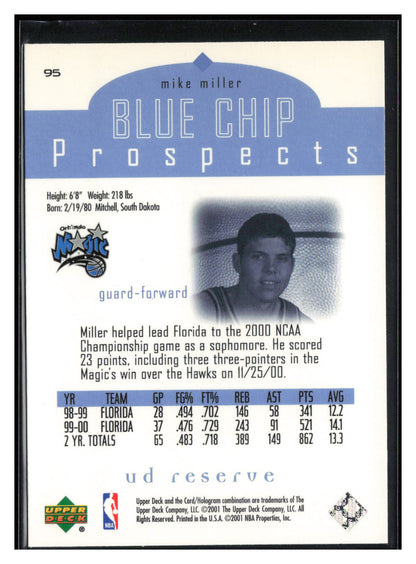 95
mike miller
BLUE CHIP
Prospects
Height: 6'8" Weight: 218 lbs
Born: 2/19/80 Mitchell, South Dakota
Orlando
Magic
guard-forward
Miller helped lead Florida to the 2000 NCAA
Championship game as a sophomore. He scored
23 points, including three three-pointers in the
Magic's win over the Hawks on 11/25/00.
YR TEAM GP FG% FT% REB AST PTS AVG
98-99 FLORIDA 28 .494 .702 146 58 341 12.2
99-00 FLORIDA 37 .476 .729 243 91 521 14.1
2 YR. TOTALS 65 .483 .718 389 149 862 13.3
ud reserve
UPPER
DECK
NBA
Upper Deck and the Card/Hologram combination are trademarks of The
Upper Deck Company, LLC. ©2001 The Upper Deck Company, LLC. All
Rights Reserved. Printed in the U.S.A. ©2001 NBA Properties, Inc.